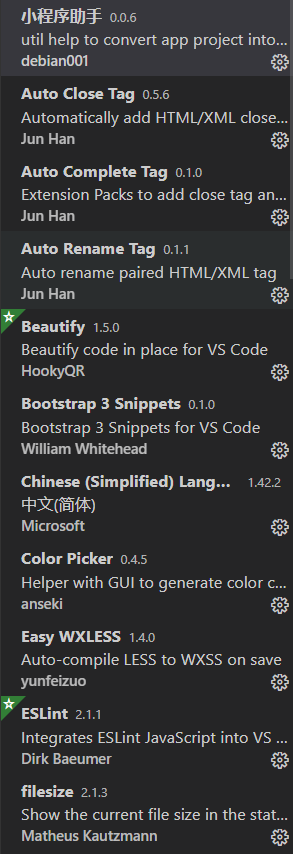 小程序助手 0.0.6
util help to convert app project into...
debian001
Auto Close Tag 0.5.6
Automatically add HTML/XML close...
Jun Han
Auto Complete Tag 0.1.0
Extension Packs to add close tag an...
Jun Han
Auto Rename Tag 0.1.1
Auto rename paired HTML/XML tag
Jun Han
Beautify 1.5.0
Beautify code in place for VS Code
HookyQR
Bootstrap 3 Snippets 0.1.0
Bootstrap 3 Snippets for VS Code
William Whitehead
Chinese (Simplified) Lang... 1.42.2
中文(简体)
Microsoft
Color Picker 0.4.5
Helper with GUI to generate color c...
anseki
Easy WXLESS 1.4.0
Auto-compile LESS to WXSS on save
yunfeizuo
ESLint 2.1.1
Integrates ESLint JavaScript into VS ...
Dirk Baeumer
filesize 2.1.3
Show the current file size in the stat...
Matheus Kautzmann